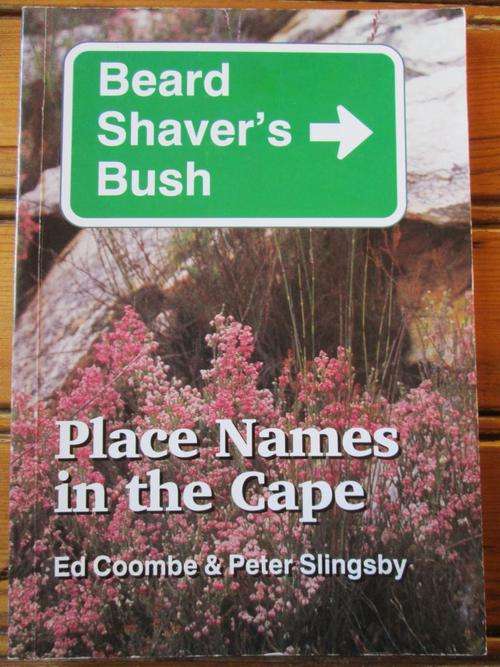 Beard
Shaver's
Bush
Place Names
in the Cape
Ed Coombe & Peter Slingsby